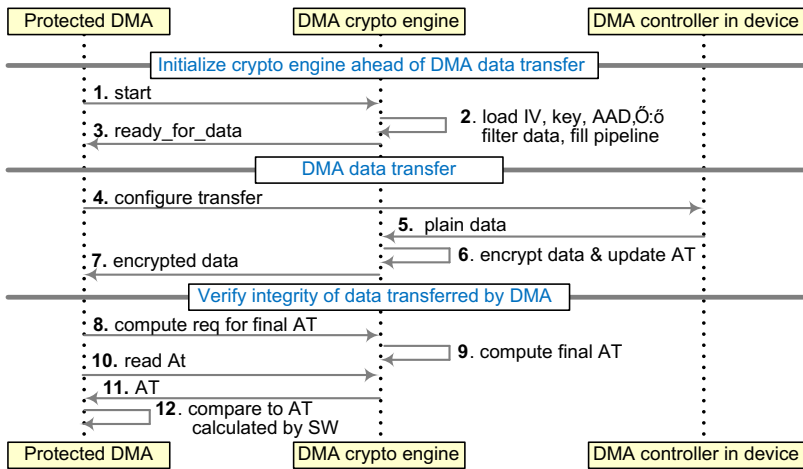 Protected DMA
DMA crypto engine
DMA controller in device
Initialize crypto engine ahead of DMA data transfer
1. start
2. load IV, key, AAD,Ő:ő
filter data, fill pipeline
3. ready_for_data
DMA data transfer
4. configure transfer
5. plain data
6. encrypt data & update AT
7. encrypted data
Verify integrity of data transferred by DMA
8. compute req for final AT
9. compute final AT
10. read At
11. AT
12. compare to AT
calculated by SW
Protected DMA
DMA crypto engine
DMA controller in device